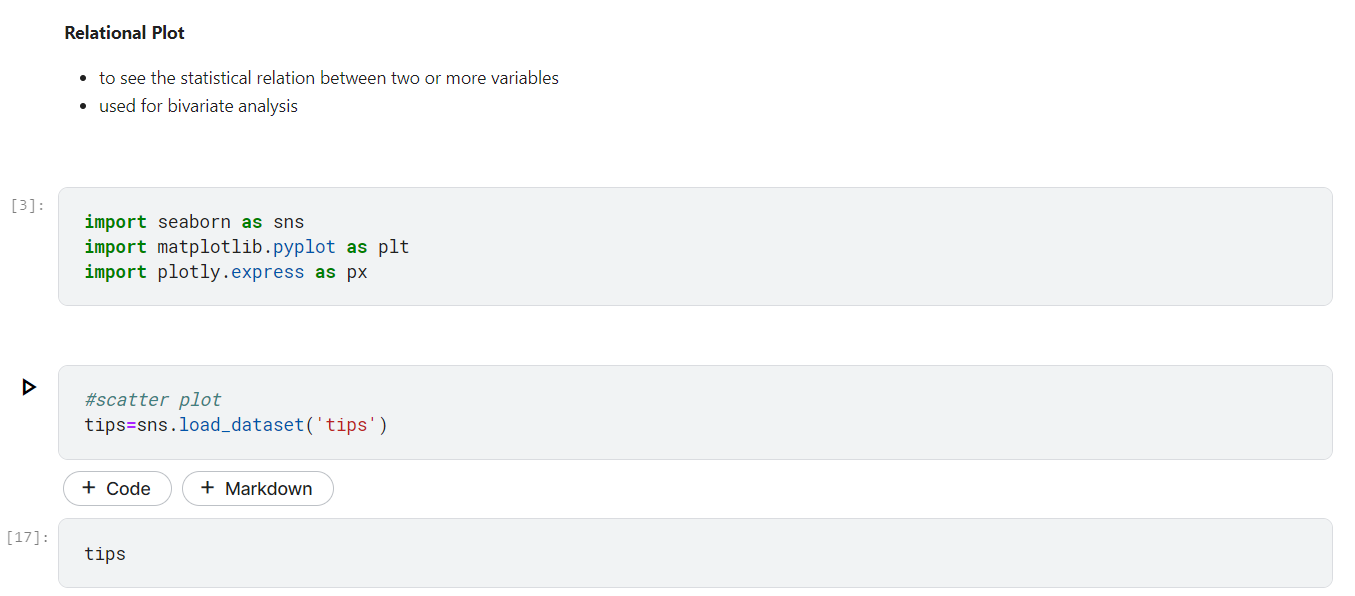 Relational Plot
• to see the statistical relation between two or more variables
• used for bivariate analysis
[3]:
import seaborn as sns
import matplotlib.pyplot as plt
import plotly.express as px
#scatter plot
tips=sns.load_dataset('tips')
+ Code + Markdown
[17]:
tips